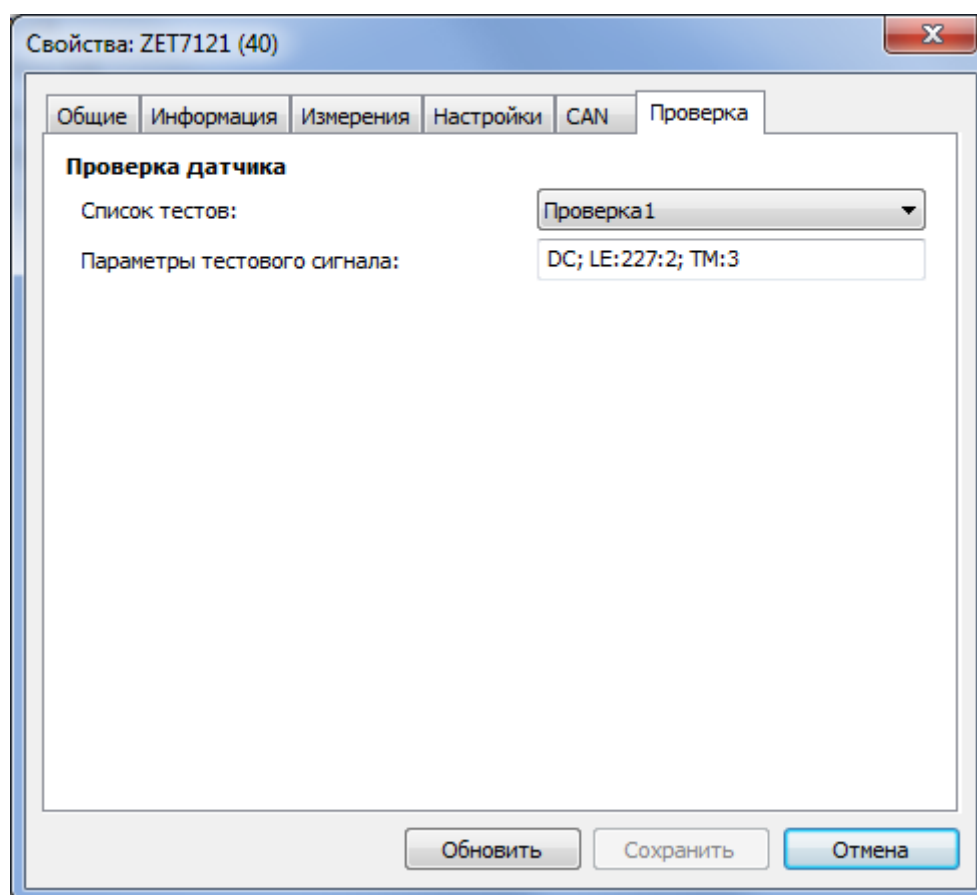 Свойства: ZET7121 (40)
Общие Информация Измерения Настройки CAN Проверка
Проверка датчика
Список тестов: Проверка1
Параметры тестового сигнала: DC; LE:227:2; TM:3
Обновить Сохранить Отмена